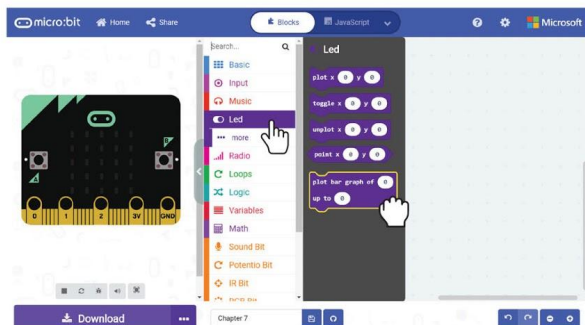 micro:bit Home Share Blocks JavaScript Microsoft
Search... Led
Basic
Input
Music
Led
more
Radio
Loops
Logic
Variables
Math
Sound Bit
Potentio Bit
IR Bit
plot x 0 y 0
toggle x 0 y 0
unplot x 0 y 0
point x 0 y 0
plot bar graph of 0
up to 0
A
B
0 1 2 3V GND
Download Chapter 7